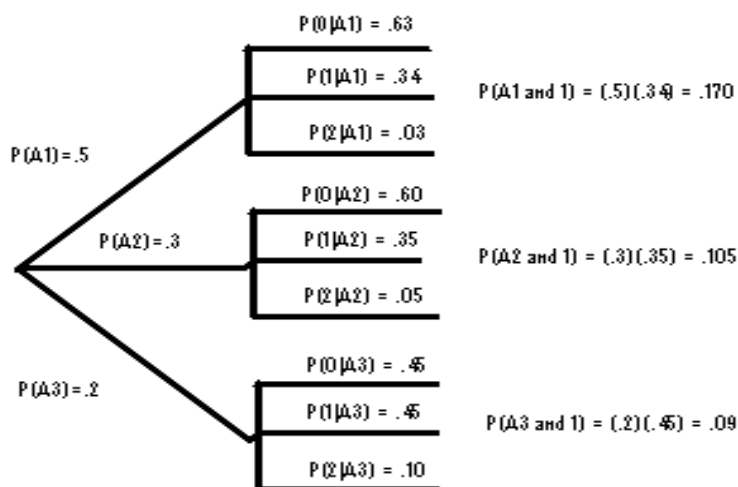 P(0|A1) = .63
P(1|A1) = .34
P(A1 and 1) = (.5)(.34) = .170
P(2|A1) = .03
P(A1)=.5
P(0|A2) = .60
P(A2)=.3
P(1|A2) = .35
P(A2 and 1) = (.3)(.35) = .105
P(2|A2) = .05
P(0|A3) = .45
P(A3)=.2
P(1|A3) = .45
P(A3 and 1) = (.2)(.45) = .09
P(2|A3) = .10